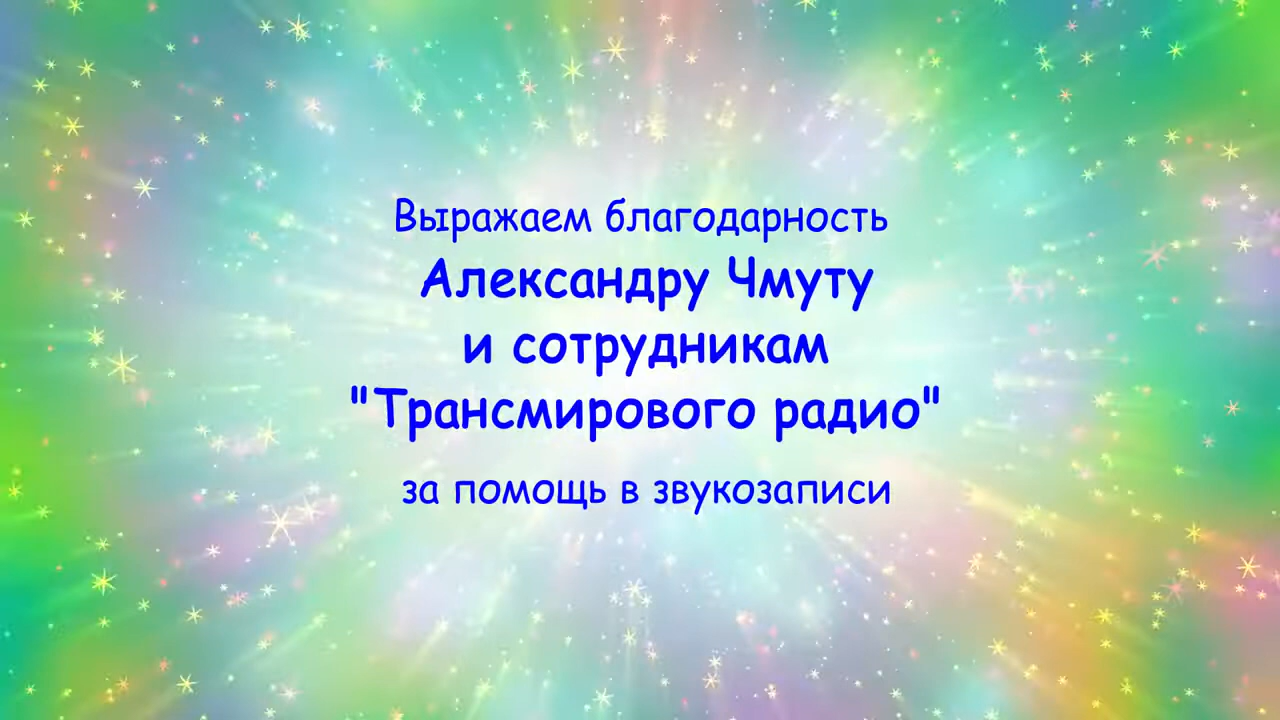 Выражаем благодарность
Александру Чмуту
и сотрудникам
"Трансмирового радио"
за помощь в звукозаписи